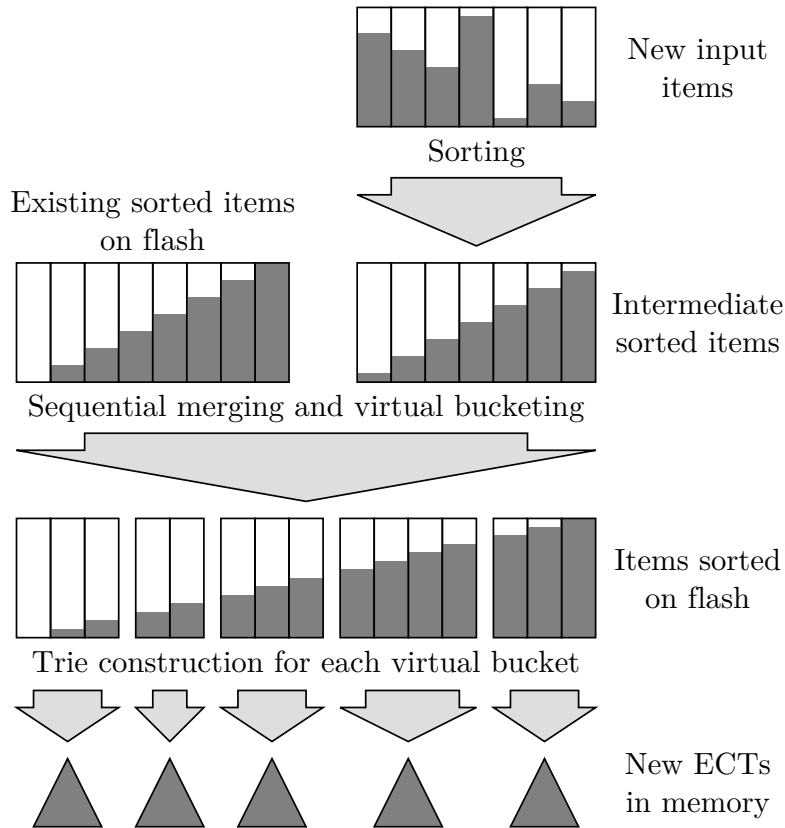 New input
items
Sorting
Existing sorted items
on flash
Intermediate
sorted items
Sequential merging and virtual bucketing
Items sorted
on flash
Trie construction for each virtual bucket
New ECTs
in memory